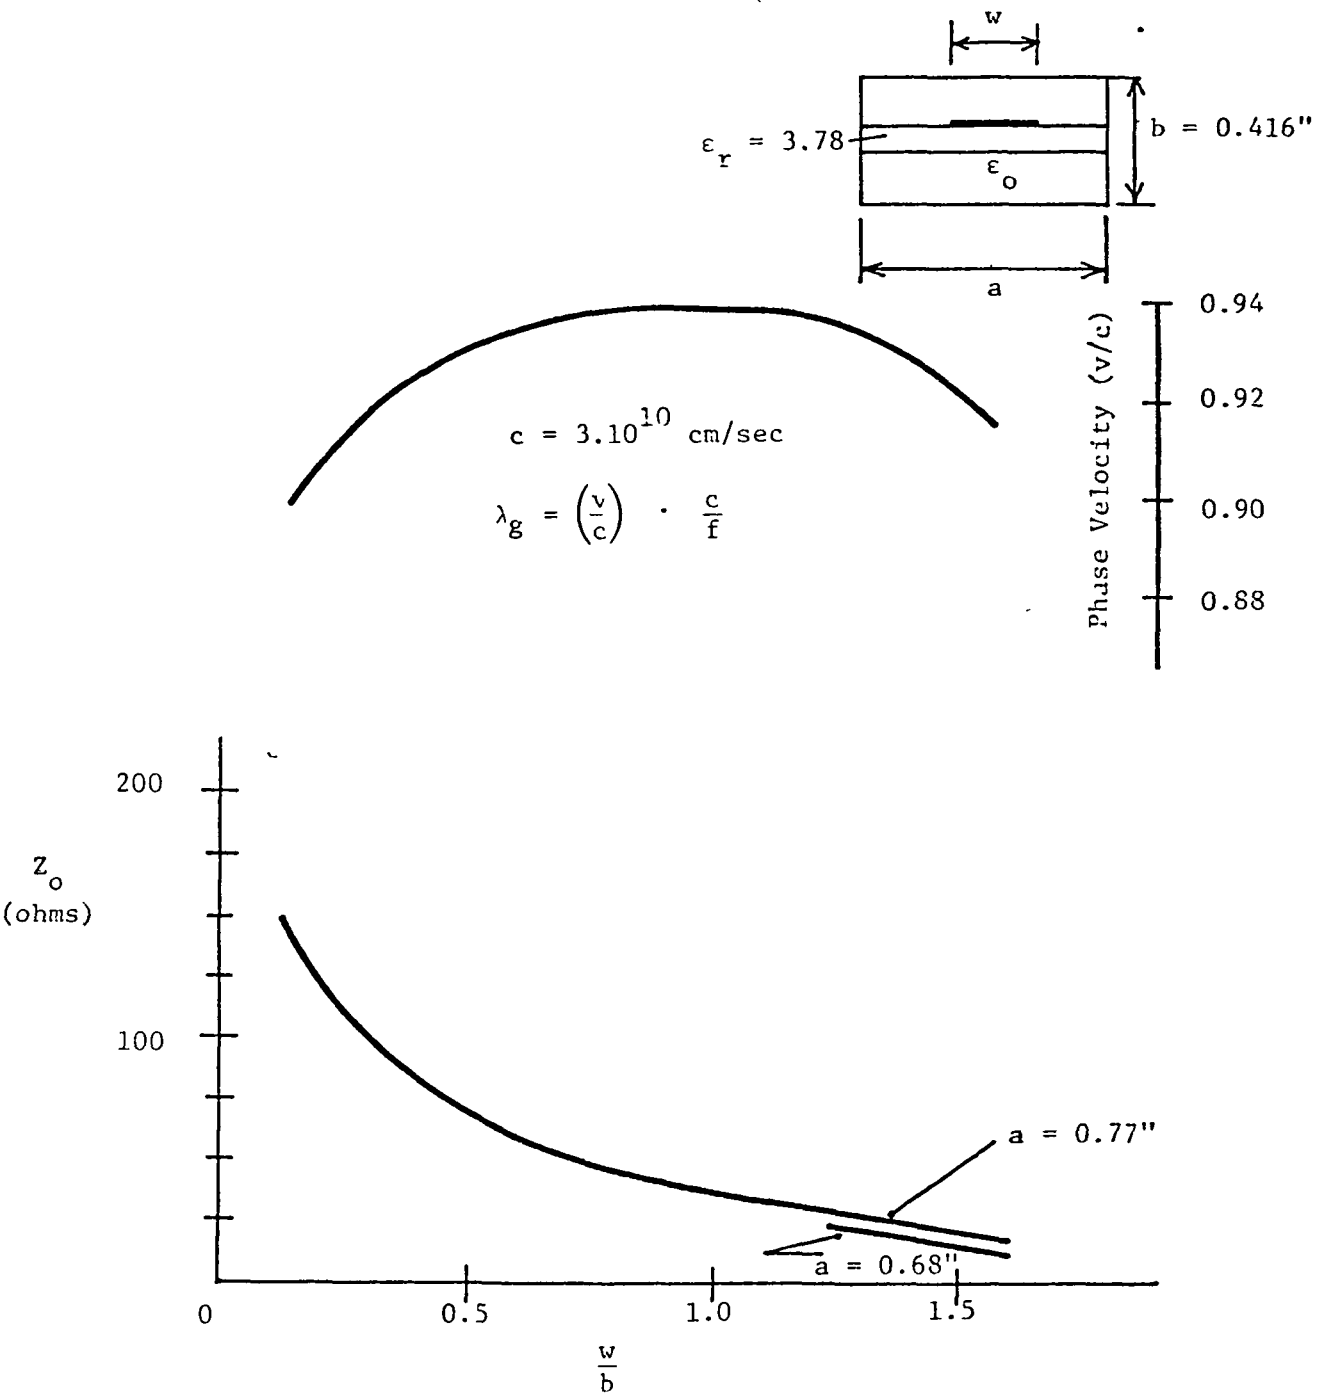 w
b = 0.416"
ε_r = 3.78
ε_o
a
Phase Velocity (v/c)
0.94
0.92
0.90
0.88
c = 3.10^10 cm/sec
λ_g = (v/c) · c/f
200
100
Z_o
(ohms)
a = 0.77"
a = 0.68"
0
0.5
1.0
1.5
w/b